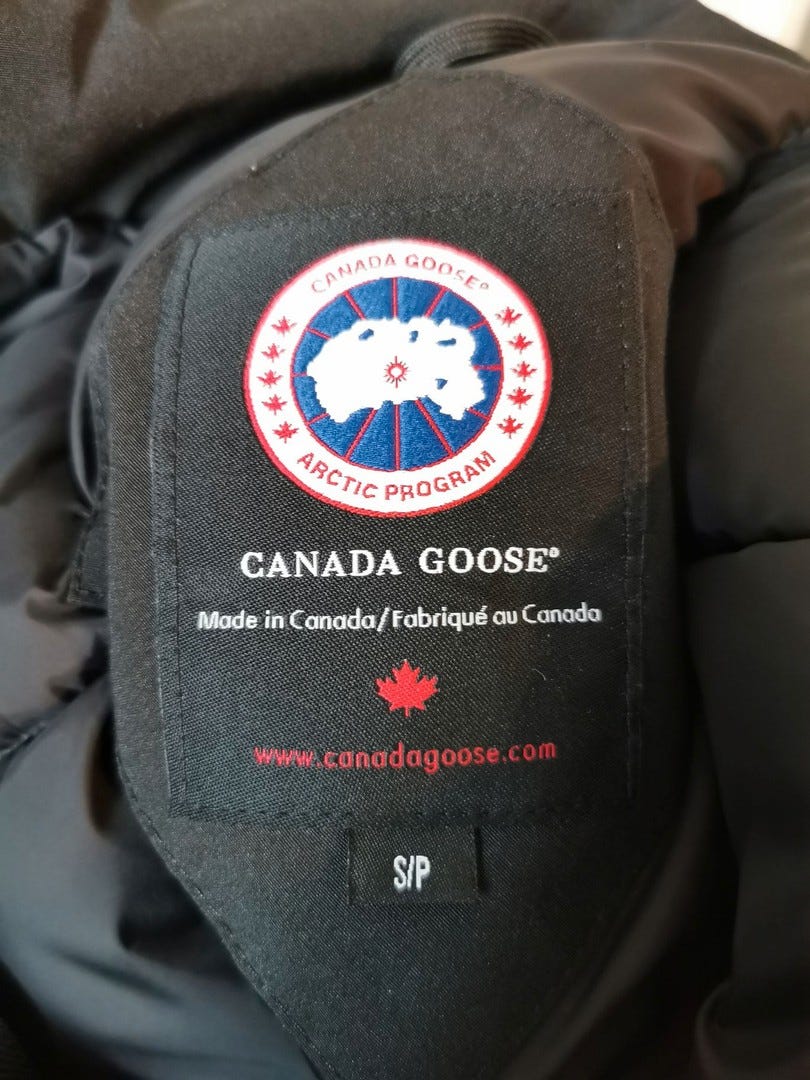 CANADA GOOSE®
ARCTIC PROGRAM
CANADA GOOSE®
Made in Canada/Fabriqué au Canada
www.canadagoose.com
S/P